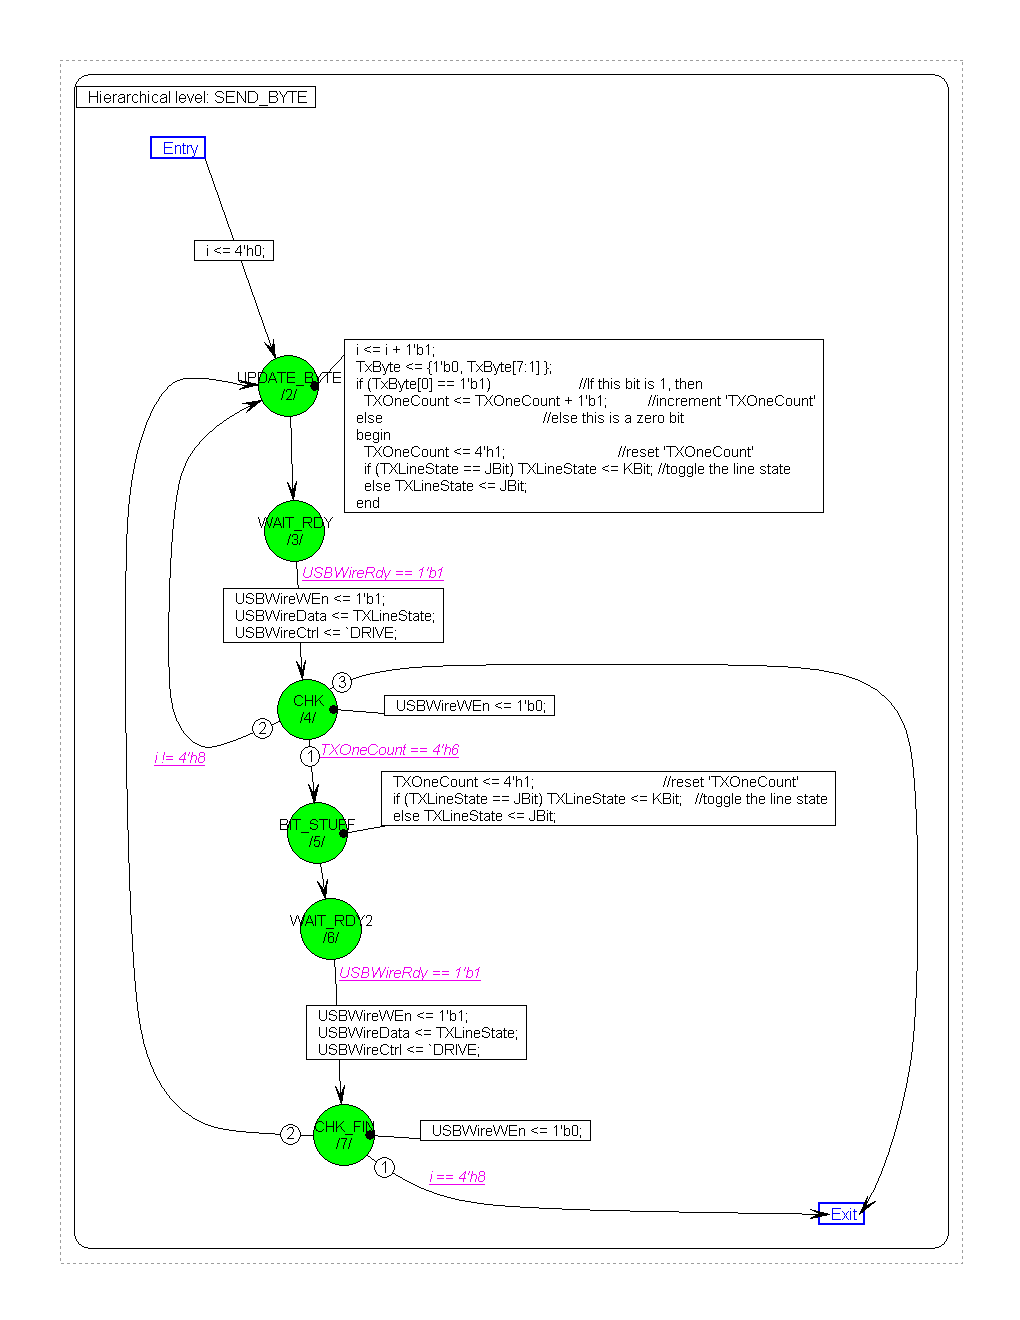 Hierarchical level: SEND_BYTE
Entry
i <= 4'h0;
i <= i + 1'b1;
TxByte <= {1'b0, TxByte[7:1] };
if (TxByte[0] == 1'b1) //If this bit is 1, then
TXOneCount <= TXOneCount + 1'b1; //increment 'TXOneCount'
else //else this is a zero bit
begin
TXOneCount <= 4'h1; //reset 'TXOneCount'
if (TXLineState == JBit) TXLineState <= KBit; //toggle the line state
else TXLineState <= JBit;
end
UPDATE_BYTE
/2/
WAIT_RDY
/3/
USBWireRdy == 1'b1
USBWireWEn <= 1'b1;
USBWireData <= TXLineState;
USBWireCtrl <= `DRIVE;
3
CHK
/4/
USBWireWEn <= 1'b0;
2
i != 4'h8
1
TXOneCount == 4'h6
TXOneCount <= 4'h1; //reset 'TXOneCount'
if (TXLineState == JBit) TXLineState <= KBit; //toggle the line state
else TXLineState <= JBit;
BIT_STUFF
/5/
WAIT_RDY2
/6/
USBWireRdy == 1'b1
USBWireWEn <= 1'b1;
USBWireData <= TXLineState;
USBWireCtrl <= `DRIVE;
CHK_FIN
/7/
2
USBWireWEn <= 1'b0;
1
i == 4'h8
Exit